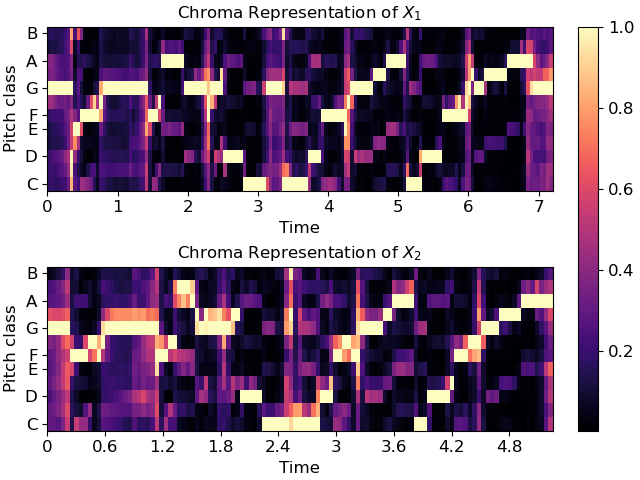 Chroma Representation of X₁
B
A
G
F
E
D
C
Pitch class
0 1 2 3 4 5 6 7
Time
1.0
0.8
0.6
0.4
0.2
Chroma Representation of X₂
B
A
G
F
E
D
C
Pitch class
0 0.6 1.2 1.8 2.4 3 3.6 4.2 4.8
Time